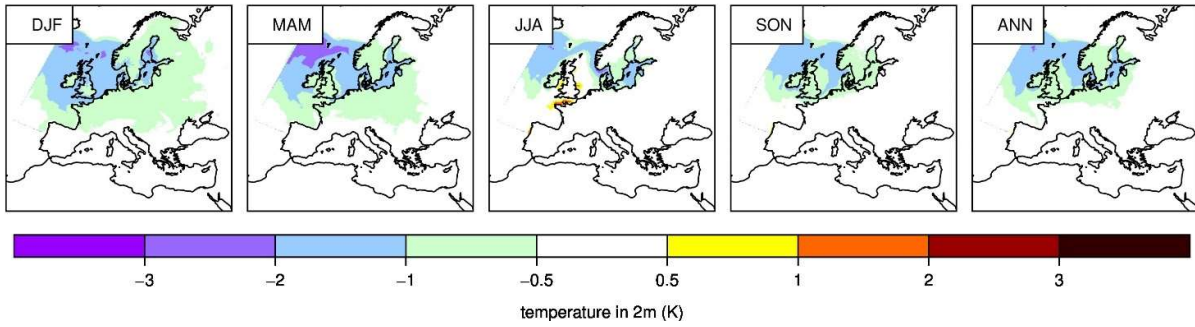 DJF MAM JJA SON ANN
−3 −2 −1 −0.5 0.5 1 2 3
temperature in 2m (K)